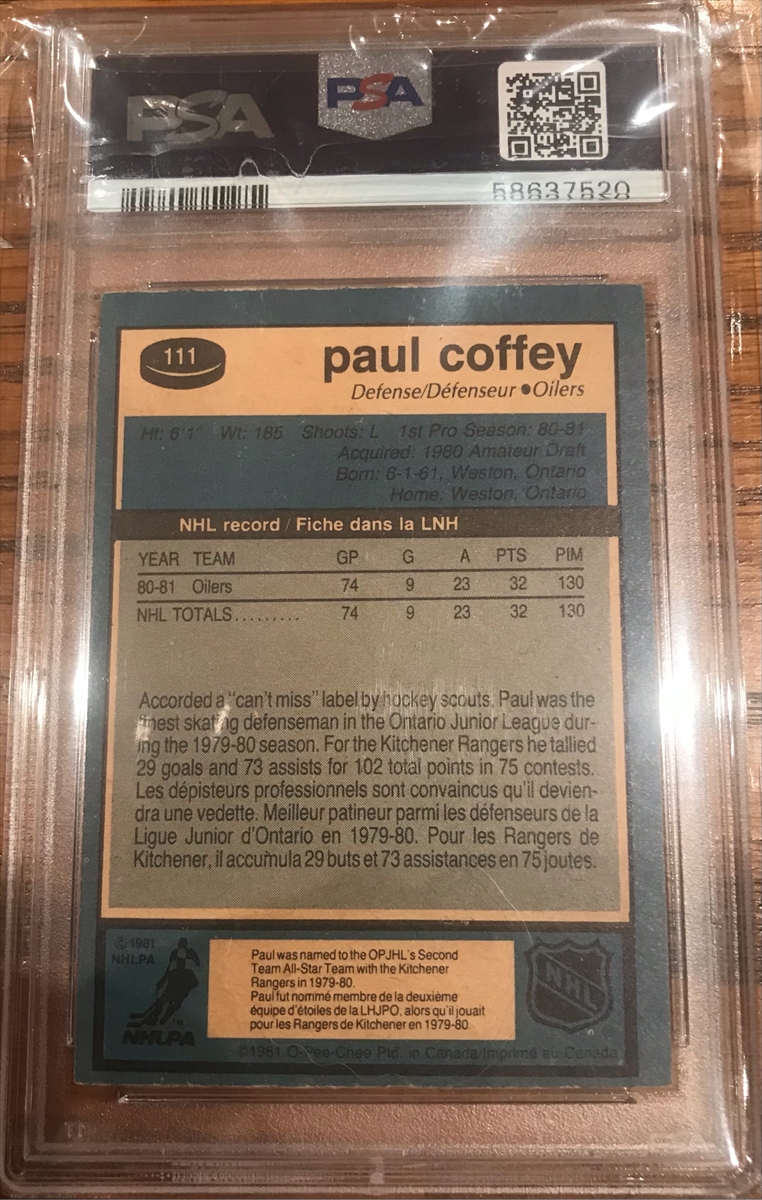 PSA
PSA
58637520
111
paul coffey
Defense/Défenseur • Oilers
Ht: 6'1" Wt: 185 Shoots: L 1st Pro Season: 80-81
Acquired: 1980 Amateur Draft
Born: 6-1-61, Weston, Ontario
Home: Weston, Ontario
NHL record / Fiche dans la LNH
YEAR TEAM GP G A PTS PIM
80-81 Oilers 74 9 23 32 130
NHL TOTALS......... 74 9 23 32 130
Accorded a "can't miss" label by hockey scouts, Paul was the
finest skating defenseman in the Ontario Junior League dur-
ing the 1979-80 season. For the Kitchener Rangers he tallied
29 goals and 73 assists for 102 total points in 75 contests.
Les dépisteurs professionnels sont convaincus qu'il devien-
dra une vedette. Meilleur patineur parmi les défenseurs de la
Ligue Junior d'Ontario en 1979-80. Pour les Rangers de
Kitchener, il accumula 29 buts et 73 assistances en 75 joutes.
© 1981
NHLPA
NHLPA
Paul was named to the OPJHL's Second
Team All-Star Team with the Kitchener
Rangers in 1979-80.
Paul fut nommé membre de la deuxième
équipe d'étoiles de la LHJPO, alors qu'il jouait
pour les Rangers de Kitchener en 1979-80.
NHL
©1981 O-Pee-Chee Ptd. in Canada/Imprimé au Canada